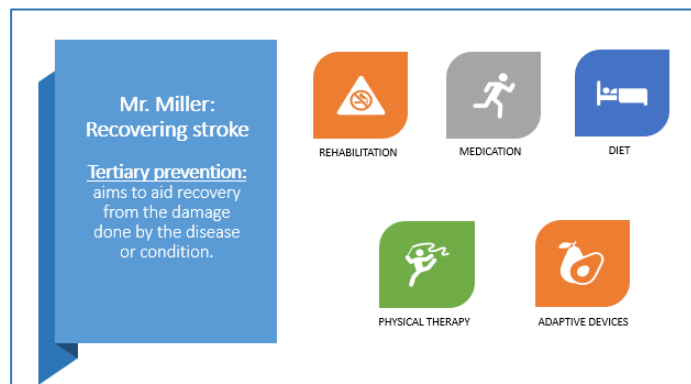 Mr. Miller:
Recovering stroke
Tertiary prevention:
aims to aid recovery
from the damage
done by the disease
or condition.
REHABILITATION
MEDICATION
DIET
PHYSICAL THERAPY
ADAPTIVE DEVICES